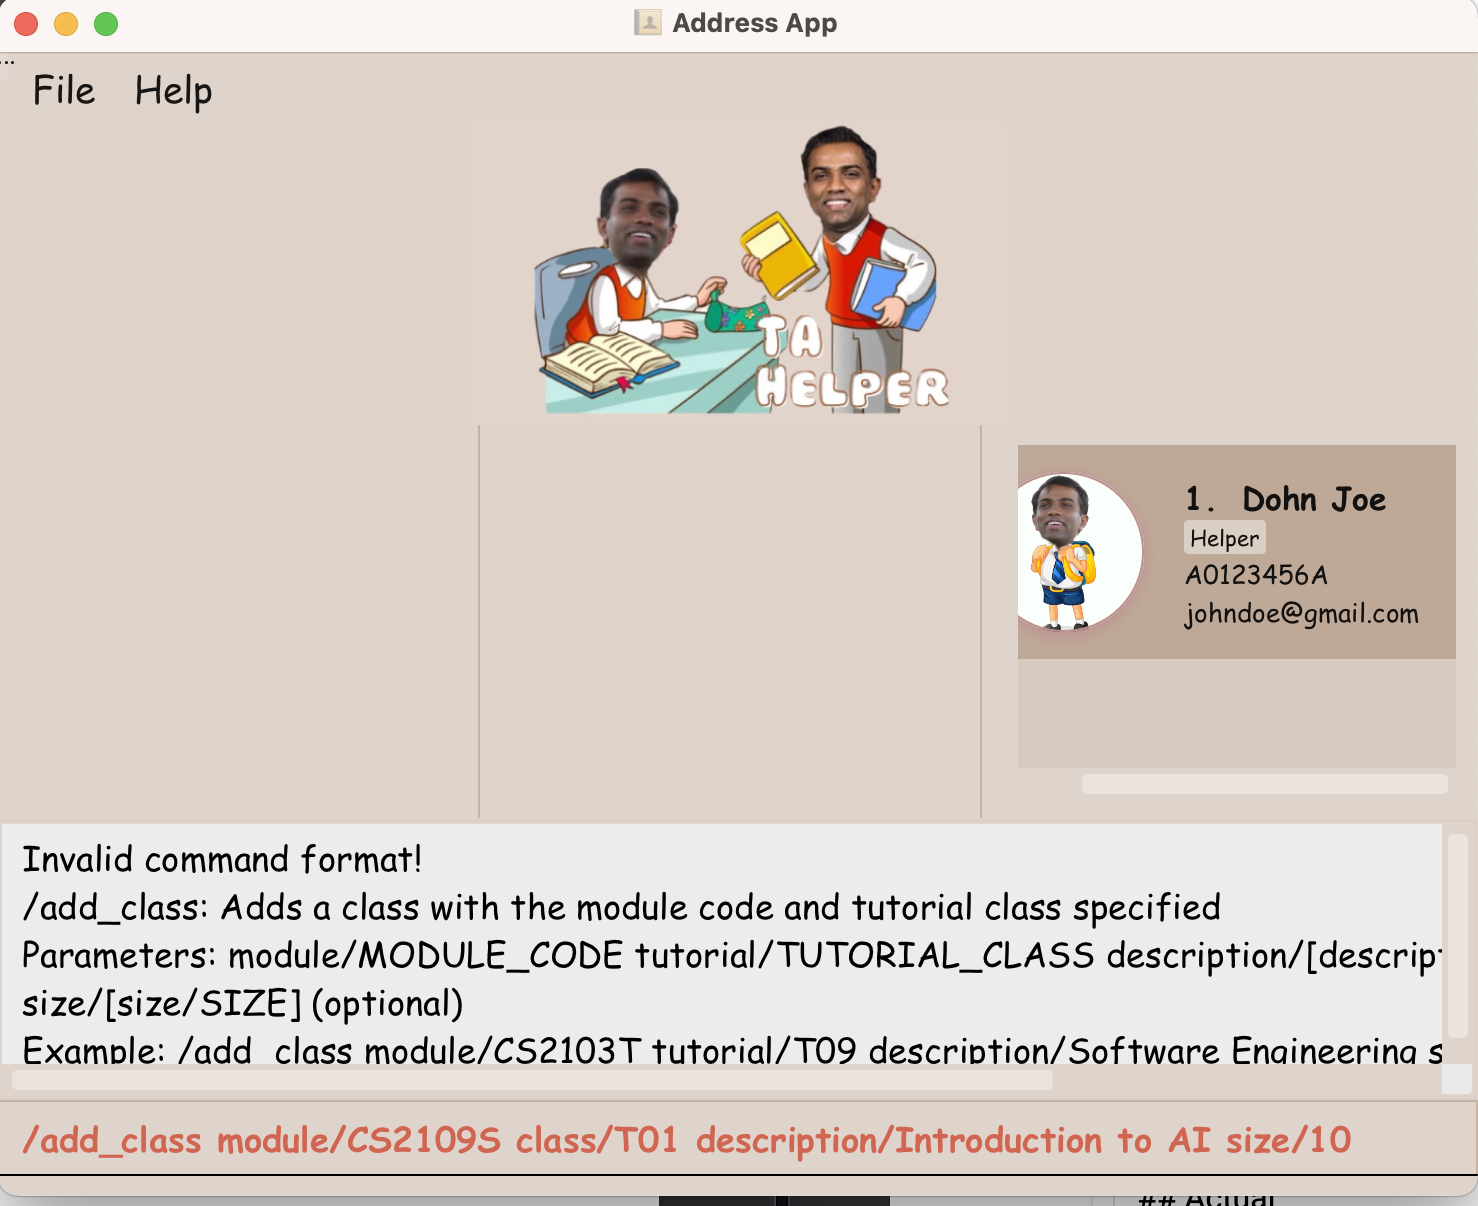 Address App
...
File Help
TA
HELPER
1. Dohn Joe
Helper
A0123456A
johndoe@gmail.com
Invalid command format!
/add_class: Adds a class with the module code and tutorial class specified
Parameters: module/MODULE_CODE tutorial/TUTORIAL_CLASS description/[descript
size/[size/SIZE] (optional)
Example: /add_class module/CS2103T tutorial/T09 description/Software Engineering s
/add_class module/CS2109S class/T01 description/Introduction to AI size/10
## Actual